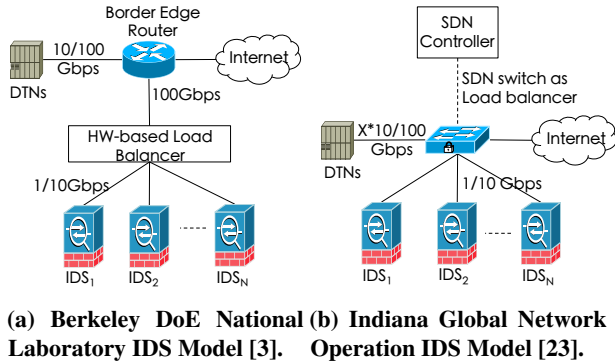 Border Edge
Router
10/100
Gbps
DTNs
Internet
100Gbps
HW-based Load
Balancer
1/10Gbps
IDS1
IDS2
IDSN
(a) Berkeley DoE National
Laboratory IDS Model [3].
SDN
Controller
SDN switch as
Load balancer
X*10/100
Gbps
DTNs
Internet
1/10 Gbps
IDS1
IDS2
IDSN
(b) Indiana Global Network
Operation IDS Model [23].